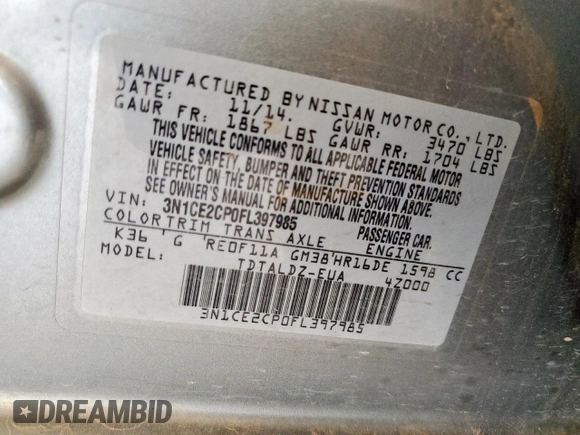 MANUFACTURED BY NISSAN MOTOR CO., LTD.
DATE: 11/14. GVWR: 3470 LBS
GAWR FR: 1867 LBS GAWR RR: 1704 LBS
THIS VEHICLE CONFORMS TO ALL APPLICABLE FEDERAL MOTOR
VEHICLE SAFETY, BUMPER AND THEFT PREVENTION STANDARDS
IN EFFECT ON THE DATE OF MANUFACTURE SHOWN ABOVE.
SEE OWNER'S MANUAL FOR ADDITIONAL INFORMATION.
VIN: 3N1CE2CP0FL397985 PASSENGER CAR.
COLOR TRIM TRANS AXLE ENGINE
K36 'G 'RE0F11A GM38'HR16DE 1598 CC
MODEL: TDTALDZ-EUA 4Z000
3N1CE2CP0FL397985
DREAMBID